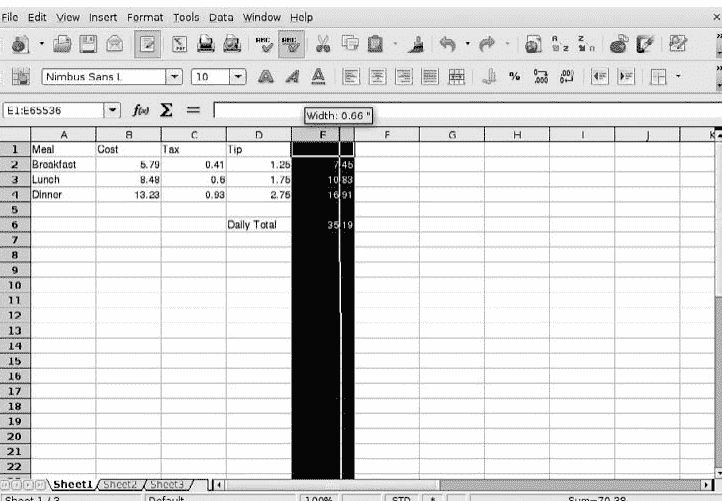 File Edit View Insert Format Tools Data Window Help
Nimbus Sans L 10
E1:E65536 f(x) Σ =
Width: 0.66 "
A B C D E F G H I J K
1 Meal Cost Tax Tip
2 Breakfast 5.79 0.41 1.25 7.45
3 Lunch 8.48 0.6 1.75 10.83
4 Dinner 13.23 0.93 2.75 16.91
5
6 Daily Total 35.19
7
8
9
10
11
12
13
14
15
16
17
18
19
20
21
22
Sheet1 Sheet2 Sheet3
Sheet 1 / 3 Default 100% STD * Sum=70.38